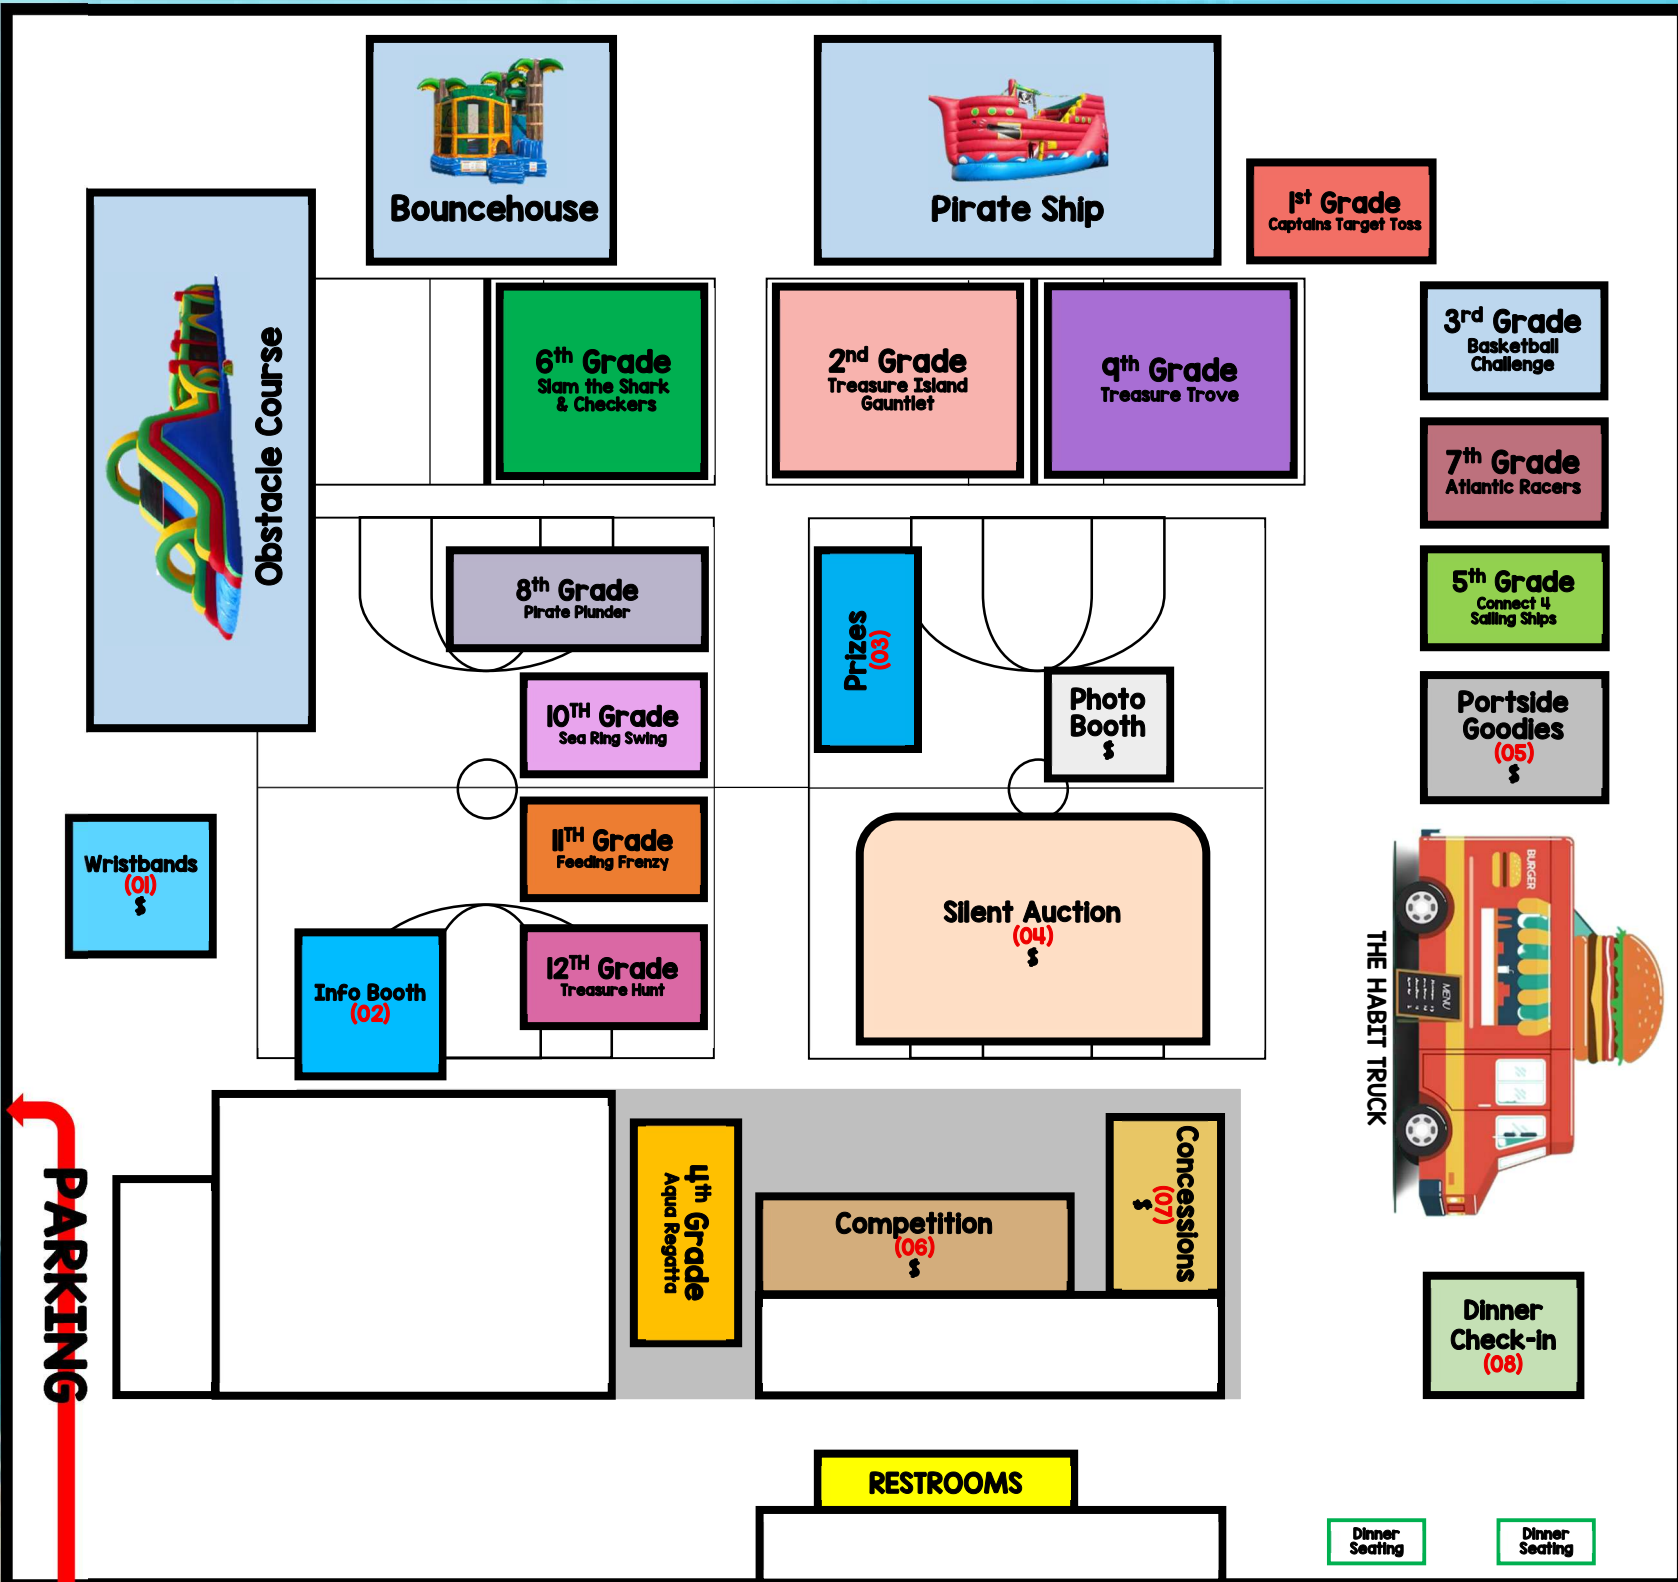 Bouncehouse
Pirate Ship
1st Grade
Captains Target Toss
Obstacle Course
6th Grade
Slam the Shark
& Checkers
2nd Grade
Treasure Island
Gauntlet
9th Grade
Treasure Trove
3rd Grade
Basketball
Challenge
7th Grade
Atlantic Racers
8th Grade
Pirate Plunder
Prizes
(03)
5th Grade
Connect 4
Sailing Ships
10TH Grade
Sea Ring Swing
Photo
Booth
$
Portside
Goodies
(05)
$
Wristbands
(01)
$
11TH Grade
Feeding Frenzy
Silent Auction
(04)
$
BURGER
MENU
THE HABIT TRUCK
Info Booth
(02)
12TH Grade
Treasure Hunt
PARKING
4th Grade
Aqua Regatta
Competition
(06)
$
Concessions
(07)
$
Dinner
Check-in
(08)
RESTROOMS
Dinner
Seating
Dinner
Seating